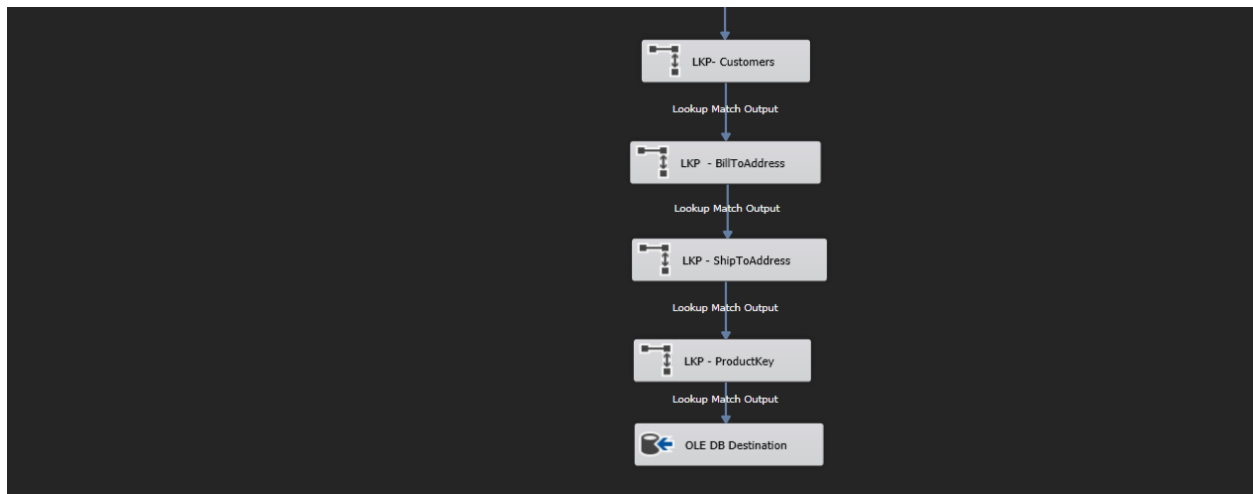 LKP- Customers
Lookup Match Output
LKP - BillToAddress
Lookup Match Output
LKP - ShipToAddress
Lookup Match Output
LKP - ProductKey
Lookup Match Output
OLE DB Destination